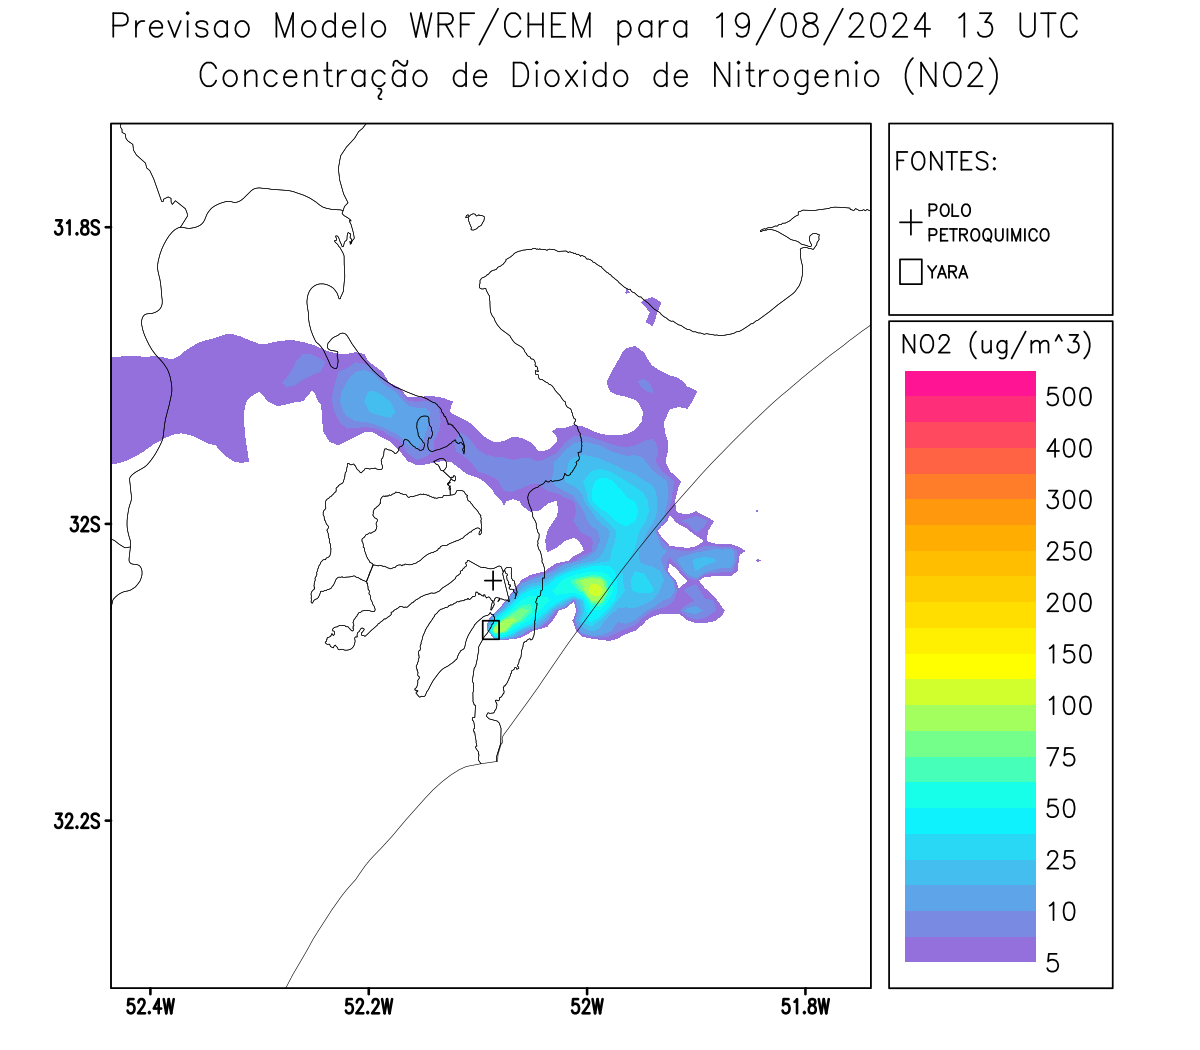 Previsao Modelo WRF/CHEM para 19/08/2024 13 UTC
Concentração de Dioxido de Nitrogenio (NO2)
FONTES:
POLO
PETROQUIMICO
YARA
NO2 (ug/m^3)
500
400
300
250
200
150
100
75
50
25
10
5
31.8S
32S
32.2S
52.4W
52.2W
52W
51.8W